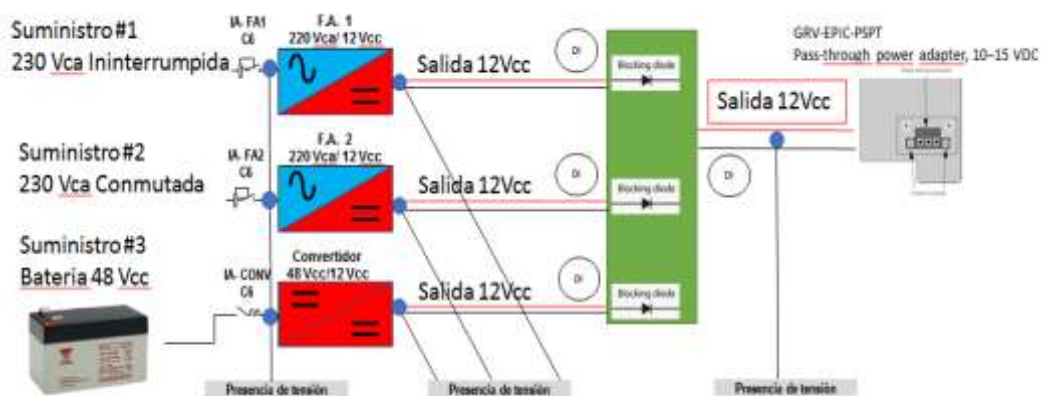 Suministro #1
230 Vca Ininterrumpida
IA- FA1
C6
F.A. 1
220 Vca/ 12 Vcc
Salida 12Vcc
DI
Blocking diode
GRV-EPIC-PSPT
Pass-through power adapter, 10–15 VDC
Salida 12Vcc
Suministro #2
230 Vca Conmutada
IA- FA2
C6
F.A. 2
220 Vca/ 12 Vcc
Salida 12Vcc
DI
Blocking diode
DI
Suministro #3
Bateria 48 Vcc
IA- CONV
C6
Convertidor
48 Vcc/12 Vcc
Salida 12Vcc
DI
Blocking diode
Presencia de tensión
Presencia de tensión
Presencia de tensión